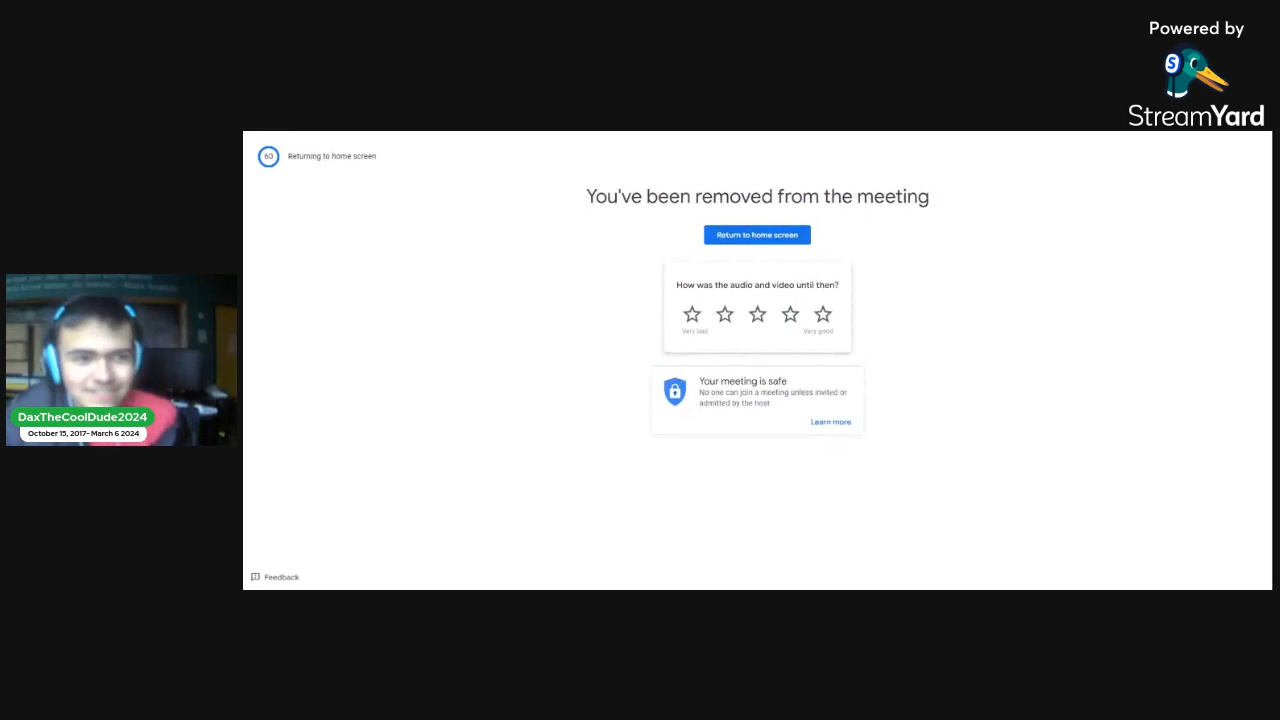 Powered by
S
StreamYard
60 Returning to home screen
You've been removed from the meeting
Return to home screen
How was the audio and video until then?
Very bad Very good
Your meeting is safe
No one can join a meeting unless invited or
admitted by the host
Learn more
DaxTheCoolDude2024
October 15, 2017- March 6 2024
Feedback